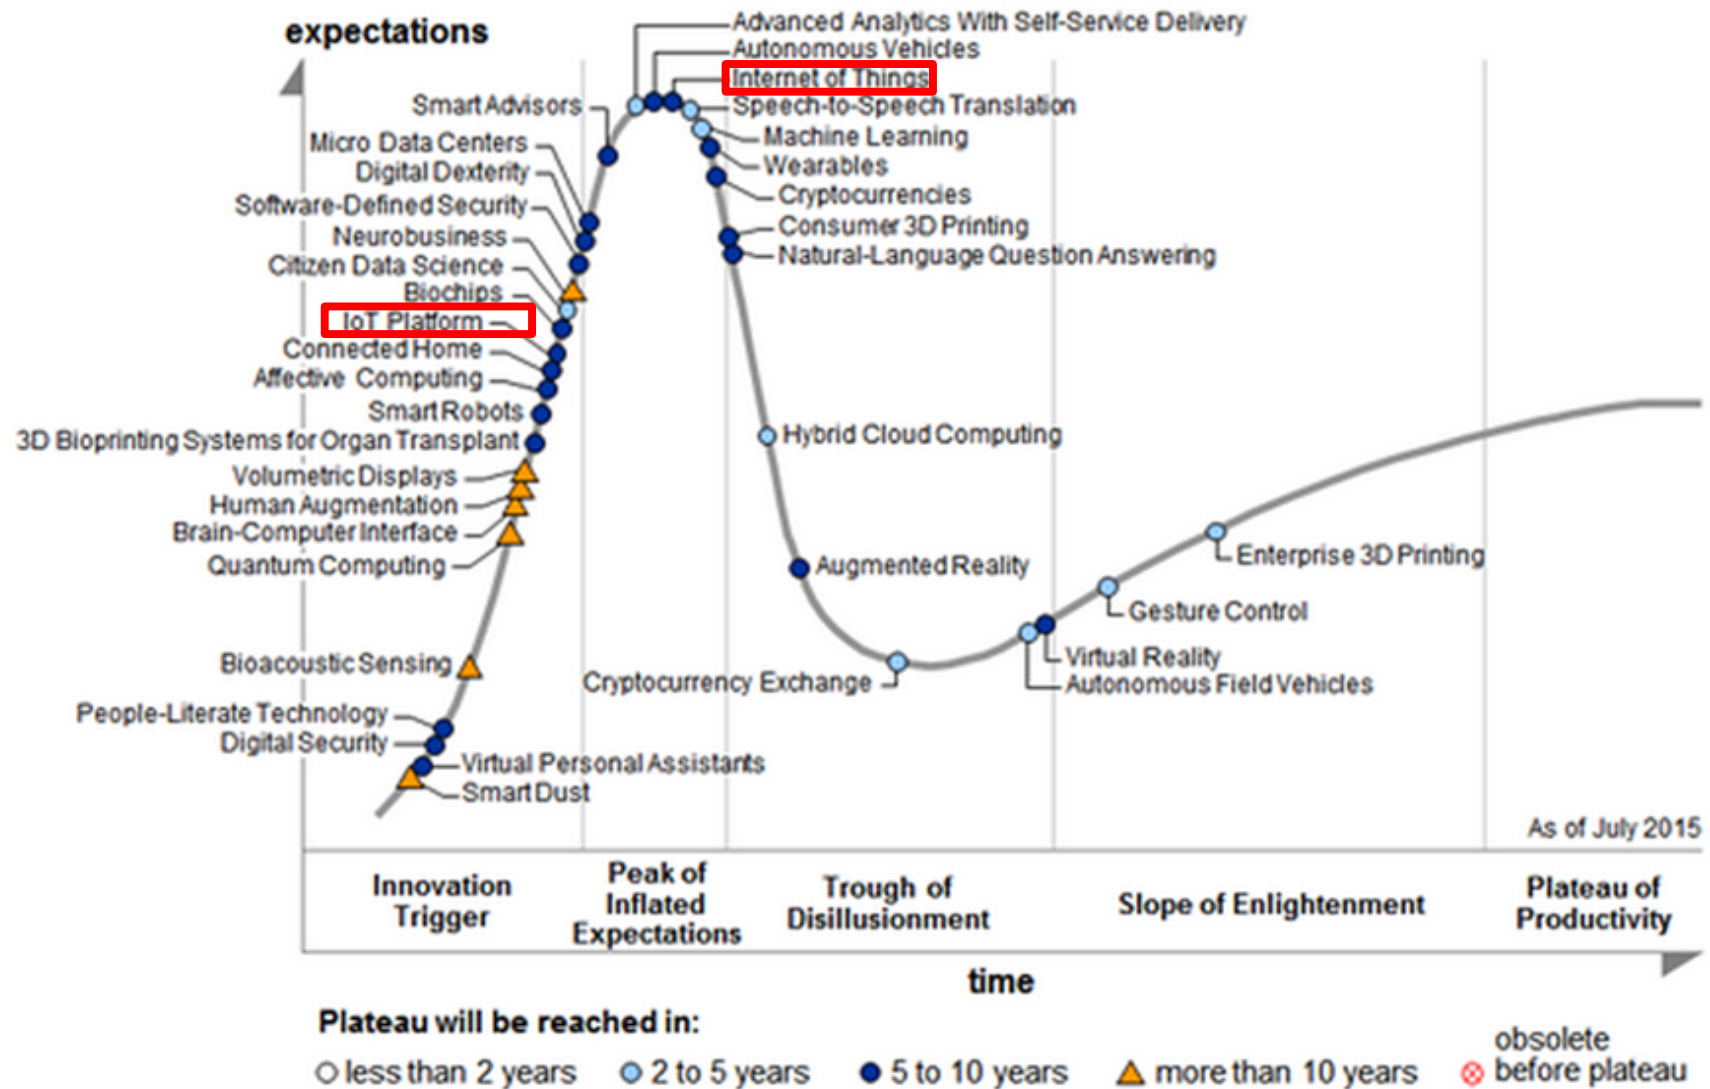 expectations
Advanced Analytics With Self-Service Delivery
Autonomous Vehicles
Internet of Things
Speech-to-Speech Translation
Machine Learning
Wearables
Cryptocurrencies
Consumer 3D Printing
Natural-Language Question Answering
Smart Advisors
Micro Data Centers
Digital Dexterity
Software-Defined Security
Neurobusiness
Citizen Data Science
Biochips
IoT Platform
Connected Home
Affective Computing
Smart Robots
3D Bioprinting Systems for Organ Transplant
Volumetric Displays
Human Augmentation
Brain-Computer Interface
Quantum Computing
Bioacoustic Sensing
People-Literate Technology
Digital Security
Virtual Personal Assistants
Smart Dust
Hybrid Cloud Computing
Augmented Reality
Cryptocurrency Exchange
Enterprise 3D Printing
Gesture Control
Virtual Reality
Autonomous Field Vehicles
As of July 2015
Innovation
Trigger
Peak of
Inflated
Expectations
Trough of
Disillusionment
Slope of Enlightenment
Plateau of
Productivity
time
Plateau will be reached in:
less than 2 years
2 to 5 years
5 to 10 years
more than 10 years
obsolete
before plateau